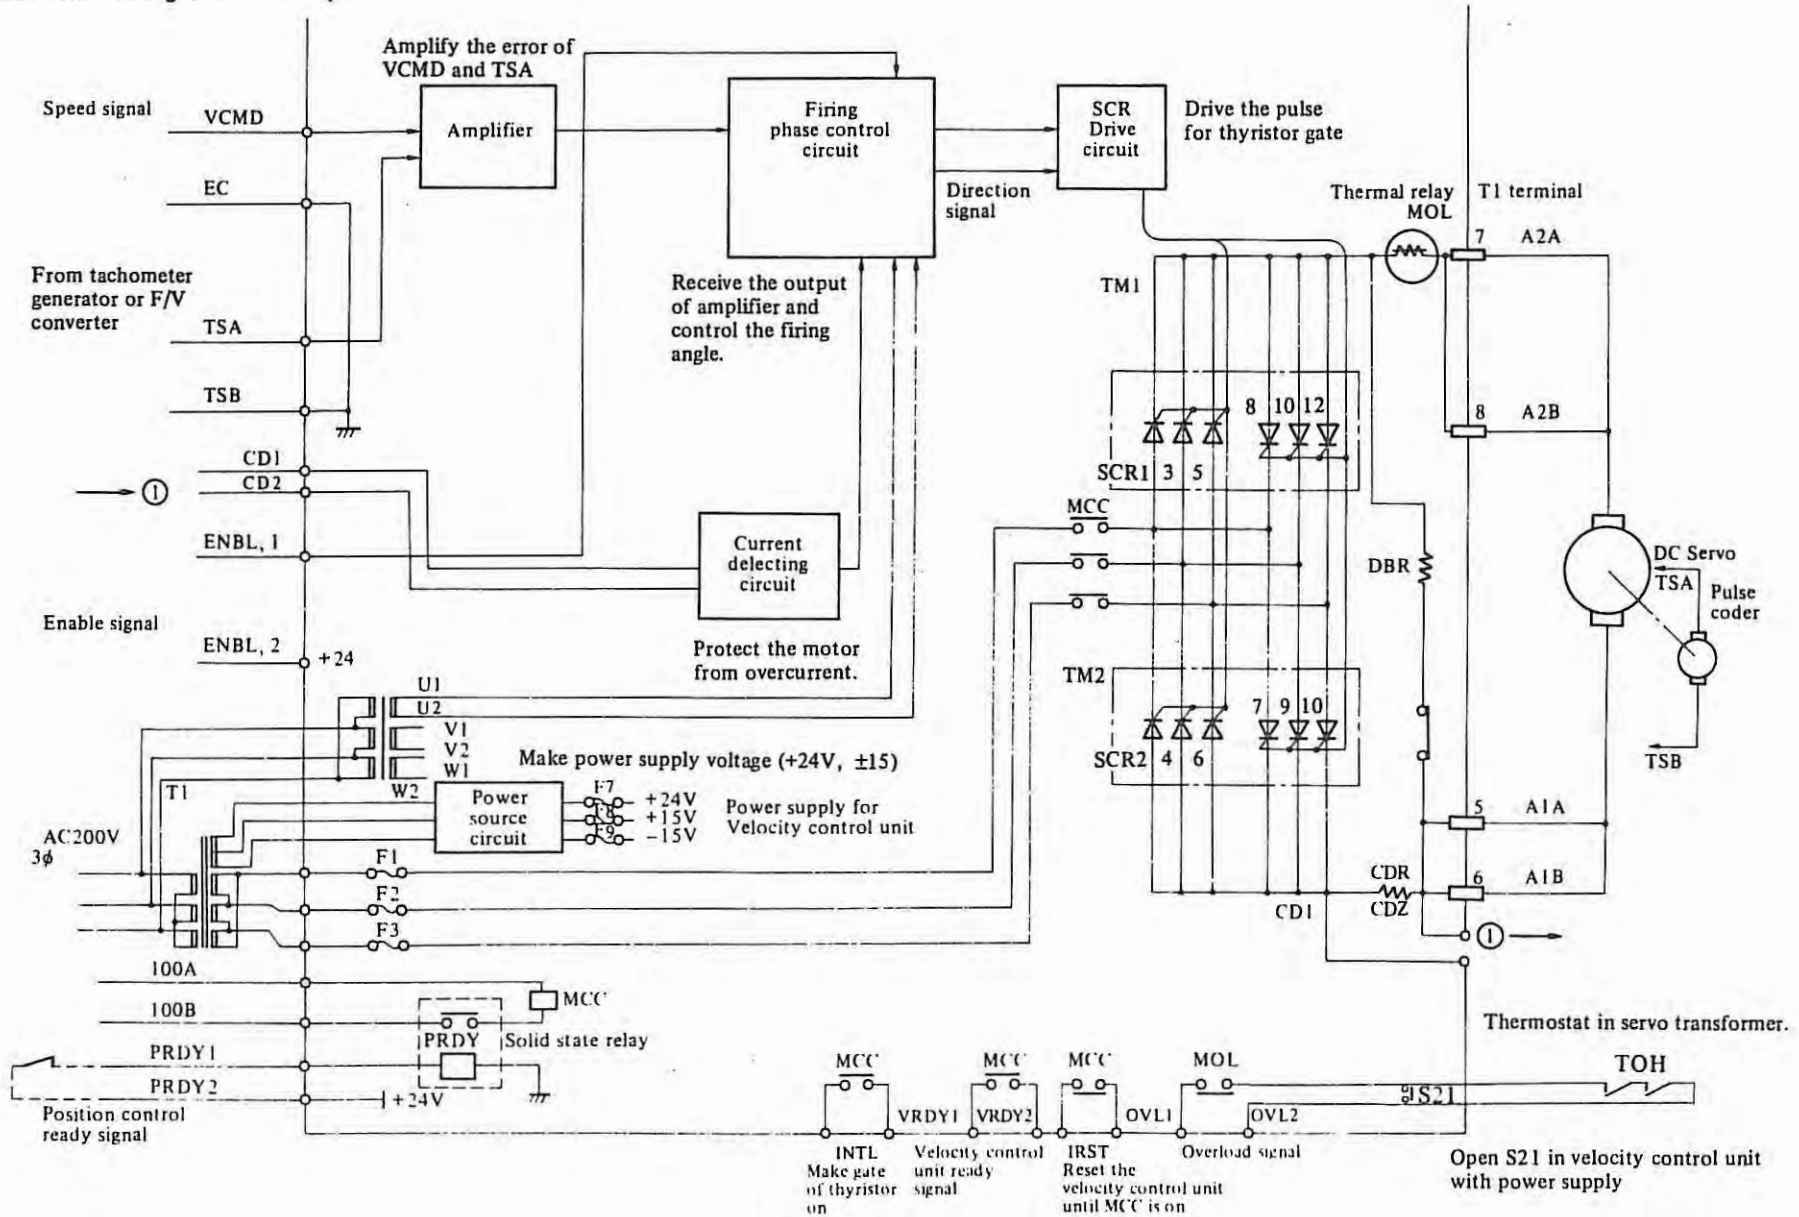 Amplify the error of
VCMD and TSA
Speed signal
VCMD
Amplifier
Firing
phase control
circuit
SCR
Drive
circuit
Drive the pulse
for thyristor gate
EC
Direction
signal
Thermal relay
MOL
T1 terminal
7
A2A
From tachometer
generator or F/V
converter
TSA
Receive the output
of amplifier and
control the firing
angle.
TM1
TSB
8 10 12
8
A2B
CD1
CD2
①
SCR1 3 5
MCC
ENBL, 1
Current
delecting
circuit
DBR
DC Servo
TSA
Pulse
coder
Enable signal
ENBL, 2
+24
Protect the motor
from overcurrent.
TM2
U1
U2
V1
V2
W1
W2
7 9 10
SCR2 4 6
TSB
Make power supply voltage (+24V, ±15)
T1
Power
source
circuit
F7
F8
F9
+24V
+15V
−15V
Power supply for
Velocity control unit
5
A1A
AC200V
3ϕ
F1
F2
F3
CDR
CDZ
CD1
6
A1B
①
100A
MCC
100B
PRDY
Solid state relay
PRDY1
PRDY2
+24V
Position control
ready signal
Thermostat in servo transformer.
MCC
MCC
MCC
MOL
S21
TOH
VRDY1
VRDY2
OVL1
OVL2
INTL
Make gate
of thyristor
on
Velocity control
unit ready
signal
IRST
Reset the
velocity control unit
until MCC is on
Overload signal
Open S21 in velocity control unit
with power supply